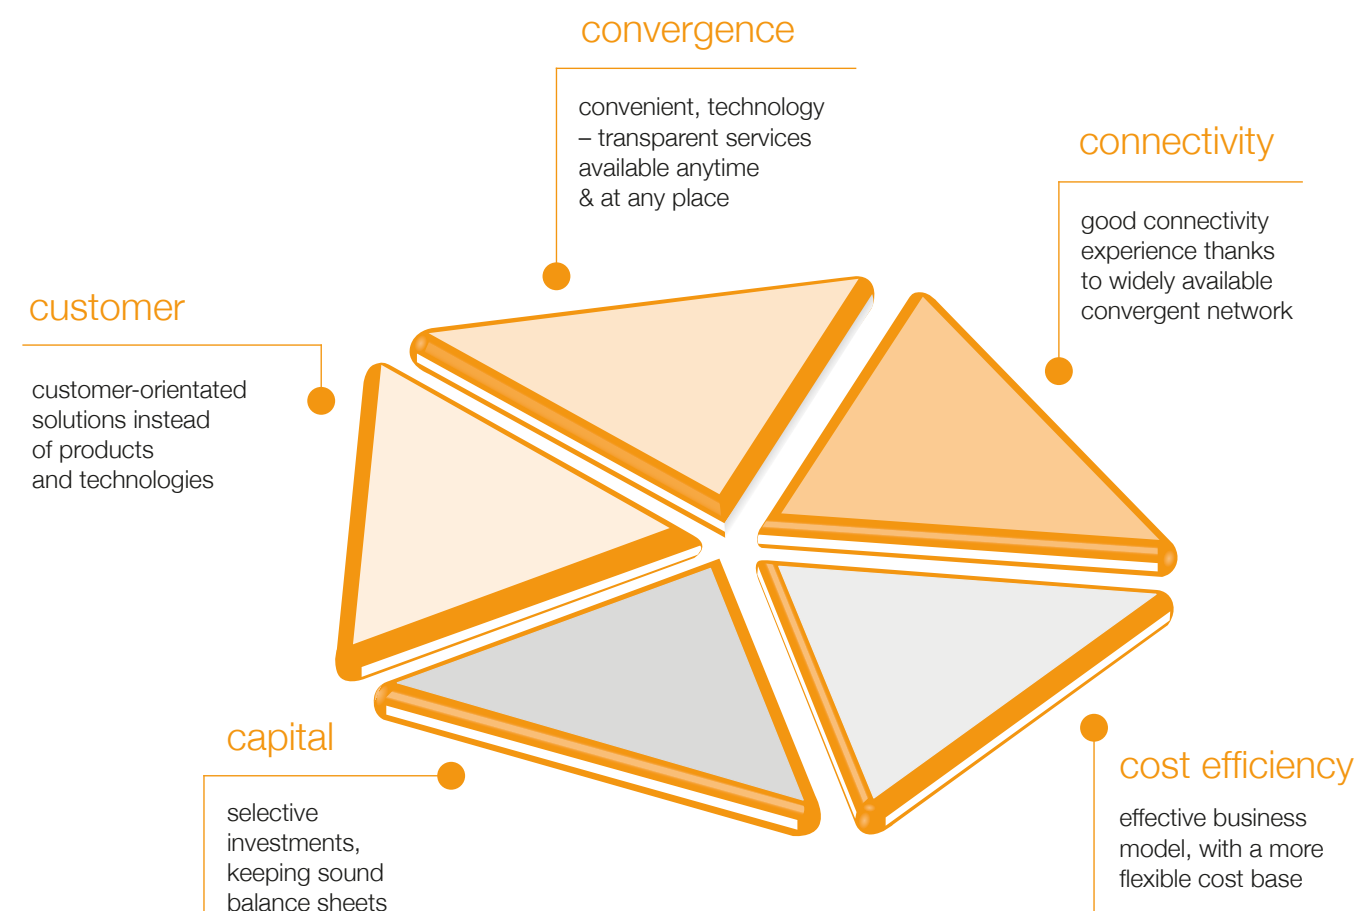 convergence
convenient, technology
– transparent services
available anytime
& at any place
connectivity
good connectivity
experience thanks
to widely available
convergent network
customer
customer-orientated
solutions instead
of products
and technologies
capital
selective
investments,
keeping sound
balance sheets
cost efficiency
effective business
model, with a more
flexible cost base